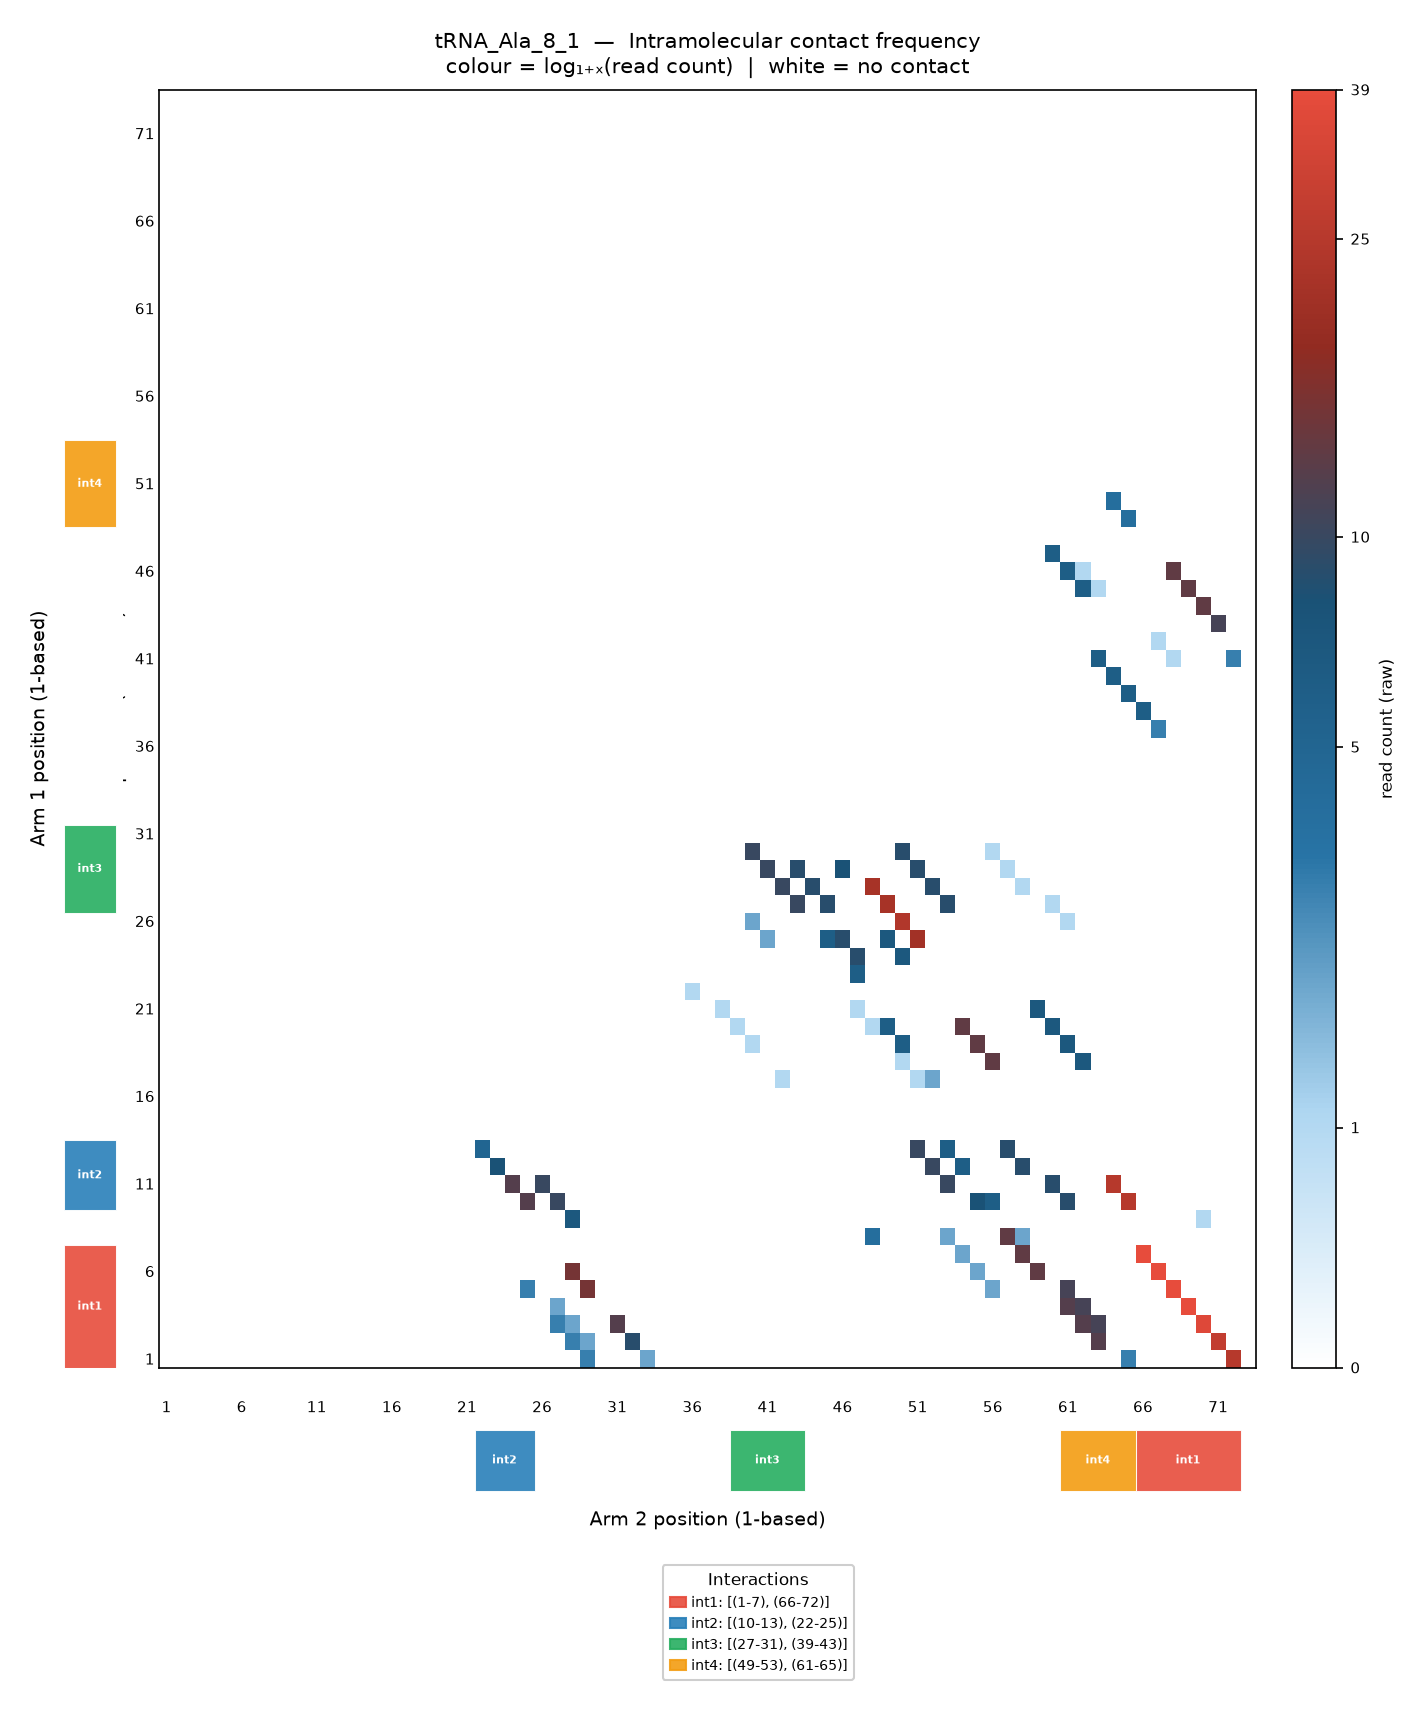 tRNA_Ala_8_1 — Intramolecular contact frequency
colour = log₁₊ₓ(read count) | white = no contact
71
66
61
56
51
46
41
36
31
26
21
16
11
6
1
int4
int3
int2
int1
Arm 1 position (1-based)
39
25
10
5
1
0
read count (raw)
1 6 11 16 21 26 31 36 41 46 51 56 61 66 71
int2 int3 int4 int1
Arm 2 position (1-based)
Interactions
int1: [(1-7), (66-72)]
int2: [(10-13), (22-25)]
int3: [(27-31), (39-43)]
int4: [(49-53), (61-65)]